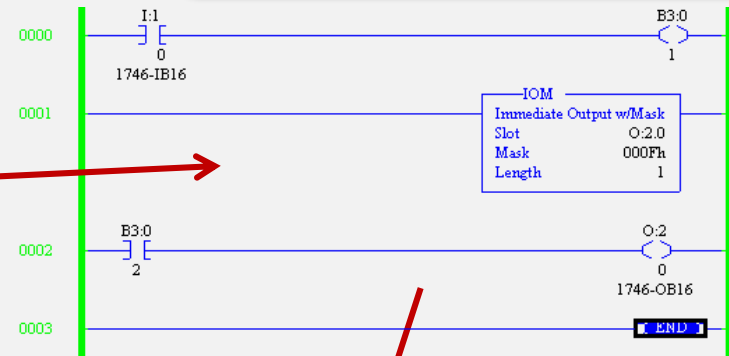 I:1 B3:0
0000
0 1
1746-IB16
IOM
0001 Immediate Output w/Mask
Slot O:2.0
Mask 000Fh
Length 1
B3:0 O:2
0002
2 0
1746-OB16
0003 END